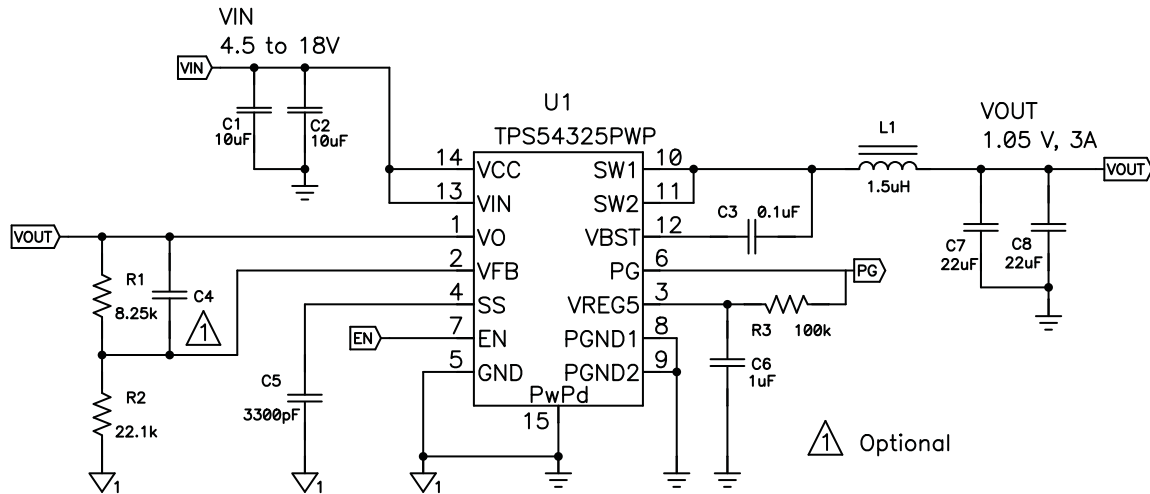 VIN
4.5 to 18V
VIN
C1
10uF
C2
10uF
U1
TPS54325PWP
14
VCC
13
VIN
1
VO
2
VFB
4
SS
7
EN
5
GND
SW1
10
SW2
11
VBST
12
PG
6
VREG5
3
PGND1
8
PGND2
9
PwPd
15
VOUT
R1
8.25k
C4
1
R2
22.1k
1
C5
3300pF
1
EN
1
C3
0.1uF
L1
1.5uH
VOUT
1.05 V, 3A
VOUT
C7
22uF
C8
22uF
PG
R3
100k
C6
1uF
1 Optional